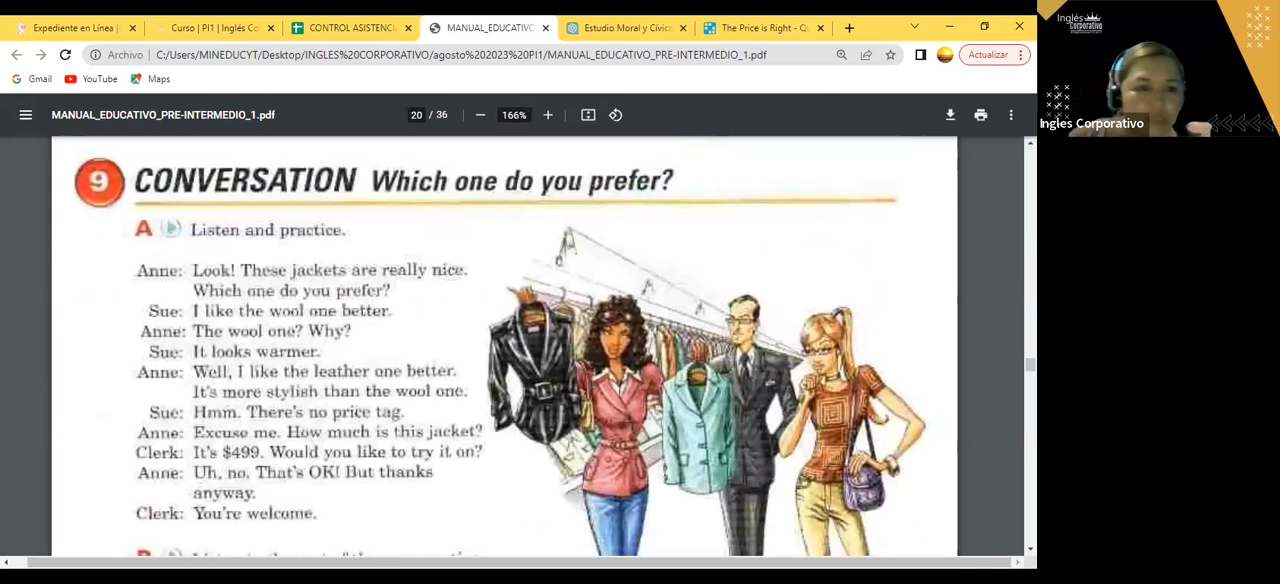 Expediente en Línea |
Curso | PI1 | Inglés Co
CONTROL ASISTENCIA
MANUAL_EDUCATIVO
Estudio Moral y Cívica
The Price is Right - Qu
Archivo | C:/Users/MINEDUCYT/Desktop/INGLES%20CORPORATIVO/agosto%202023%20PI1/MANUAL_EDUCATIVO_PRE-INTERMEDIO_1.pdf
Actualizar
Gmail
YouTube
Maps
MANUAL_EDUCATIVO_PRE-INTERMEDIO_1.pdf
20 / 36
166%
9 CONVERSATION Which one do you prefer?
A Listen and practice.
Anne: Look! These jackets are really nice.
Which one do you prefer?
Sue: I like the wool one better.
Anne: The wool one? Why?
Sue: It looks warmer.
Anne: Well, I like the leather one better.
It's more stylish than the wool one.
Sue: Hmm. There's no price tag.
Anne: Excuse me. How much is this jacket?
Clerk: It's $499. Would you like to try it on?
Anne: Uh, no. That's OK! But thanks
anyway.
Clerk: You're welcome.
Inglés
Corporativo
Ingles Corporativo